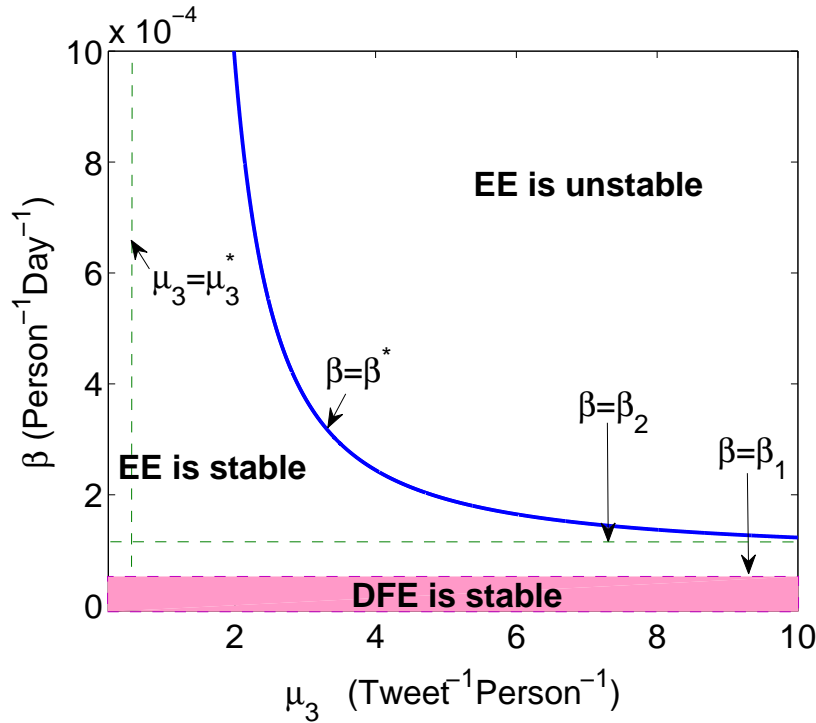 x 10⁻⁴
10
8
6
4
2
0
β (Person⁻¹Day⁻¹)
EE is unstable
μ₃=μ₃*
β=β*
β=β₂
β=β₁
EE is stable
DFE is stable
2 4 6 8 10
μ₃ (Tweet⁻¹Person⁻¹)